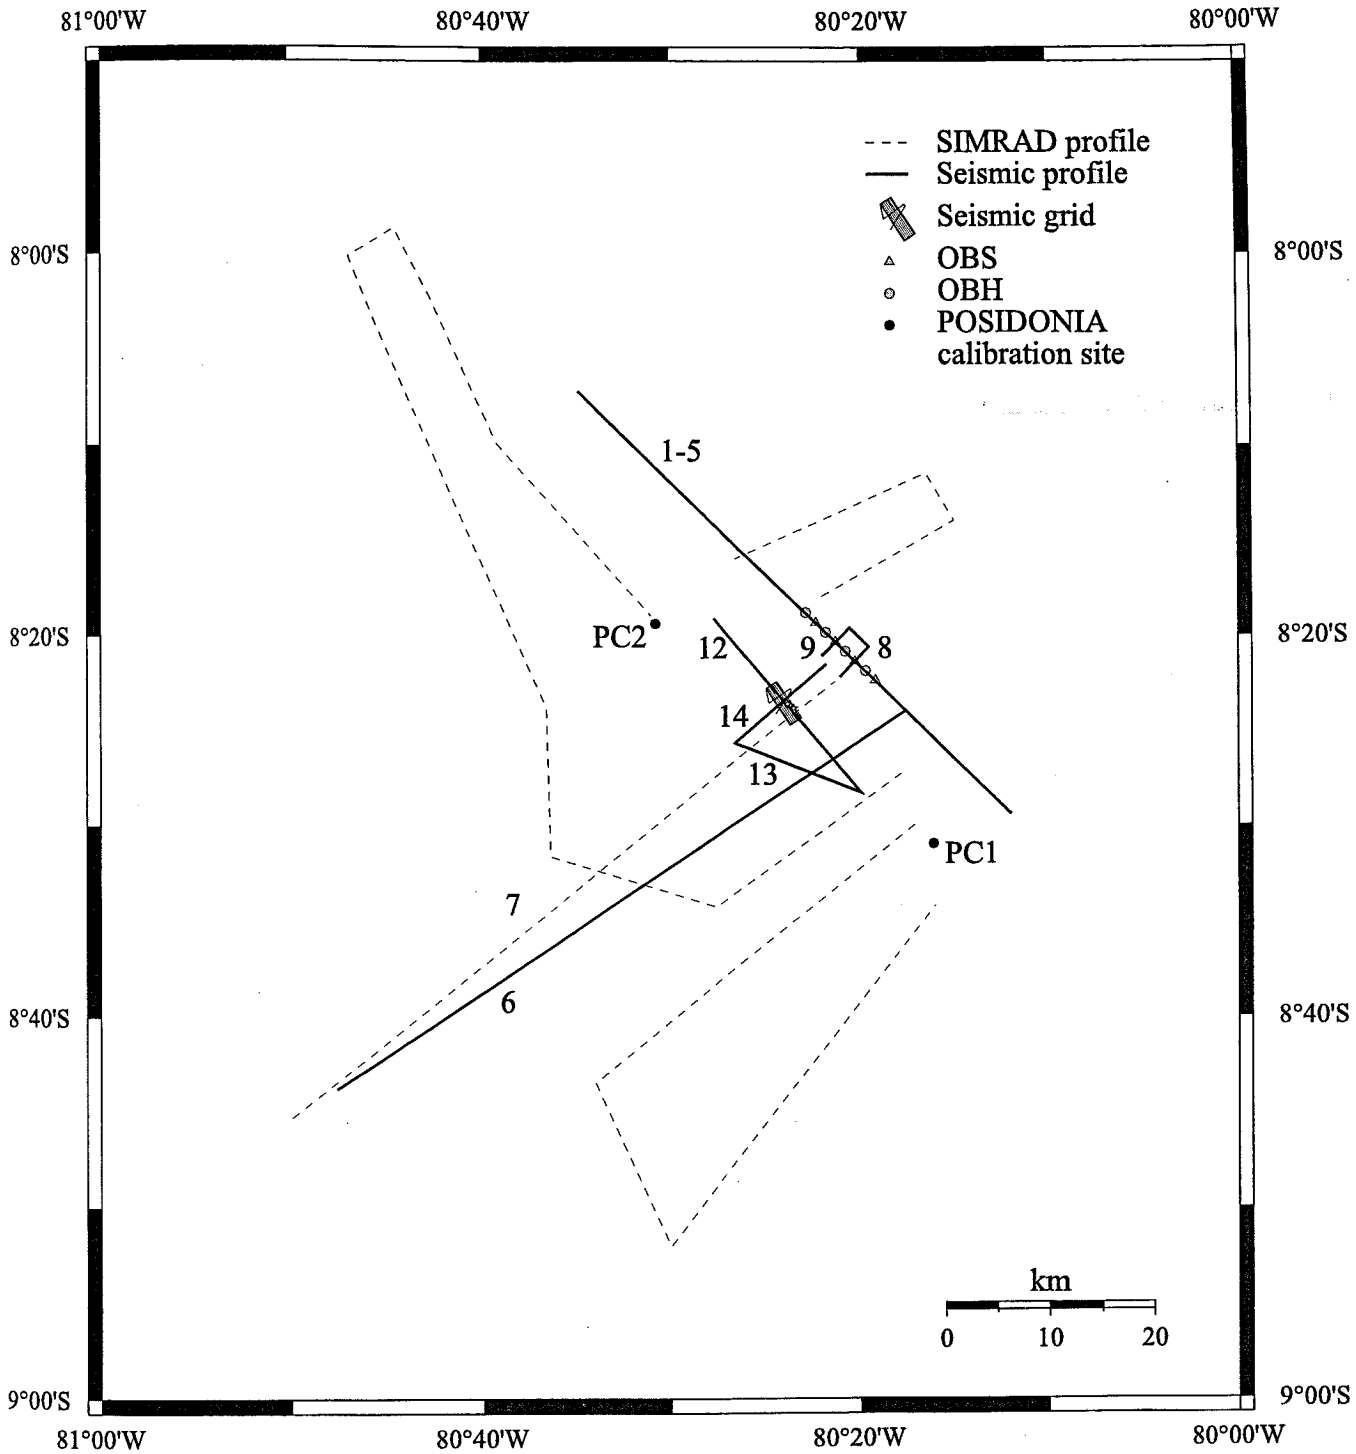 81°00'W 80°40'W 80°20'W 80°00'W
SIMRAD profile
Seismic profile
Seismic grid
8°00'S 8°00'S
OBS
OBH
POSIDONIA
calibration site
1-5
PC2 8°20'S 8°20'S
12 9 8
14
13
PC1
7
6
8°40'S 8°40'S
km
0 10 20
9°00'S 9°00'S
81°00'W 80°40'W 80°20'W 80°00'W